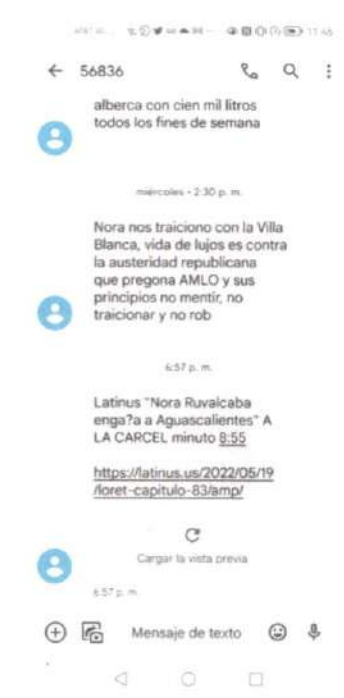 11:45
56836
alberca con cien mil litros
todos los fines de semana
miércoles • 2:30 p. m.
Nora nos traiciono con la Villa
Blanca, vida de lujos es contra
la austeridad republicana
que pregona AMLO y sus
principios no mentir, no
traicionar y no rob
6:57 p. m.
Latinus "Nora Ruvalcaba
enga?a a Aguascalientes" A
LA CARCEL minuto 8:55
https://latinus.us/2022/05/19
/loret-capitulo-83/amp/
Cargar la vista previa
6:57 p. m.
Mensaje de texto